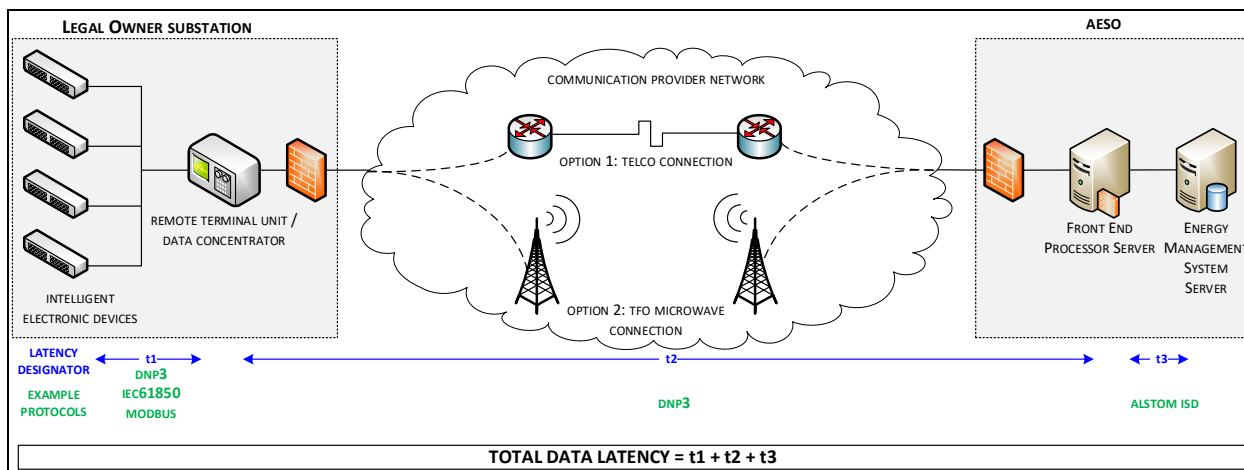 LEGAL OWNER SUBSTATION
AESO
COMMUNICATION PROVIDER NETWORK
OPTION 1: TELCO CONNECTION
REMOTE TERMINAL UNIT /
DATA CONCENTRATOR
FRONT END
PROCESSOR SERVER
ENERGY
MANAGEMENT
SYSTEM
SERVER
INTELLIGENT
ELECTRONIC DEVICES
OPTION 2: TFO MICROWAVE
CONNECTION
LATENCY
DESIGNATOR
t1
t2
t3
EXAMPLE
PROTOCOLS
DNP3
IEC61850
MODBUS
DNP3
ALSTOM ISD
TOTAL DATA LATENCY = t1 + t2 + t3